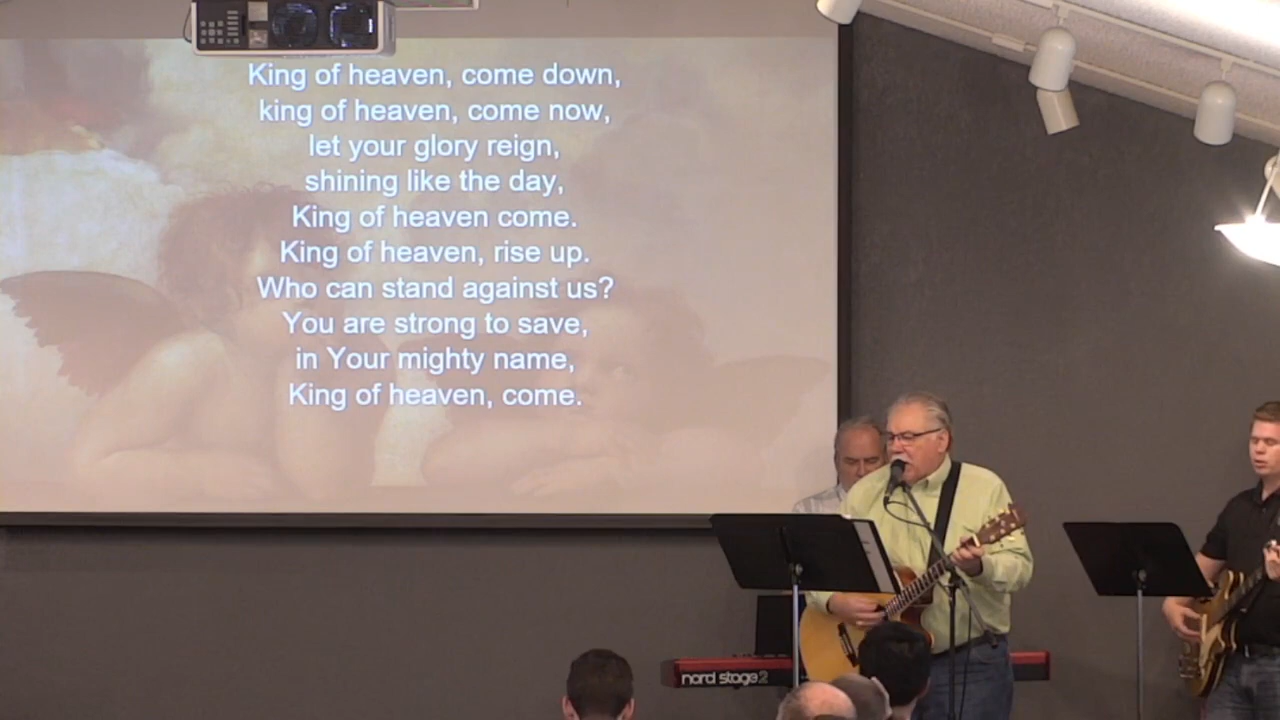 King of heaven, come down,
king of heaven, come now,
let your glory reign,
shining like the day,
King of heaven come.
King of heaven, rise up.
Who can stand against us?
You are strong to save,
in Your mighty name,
King of heaven, come.
nord stage 2